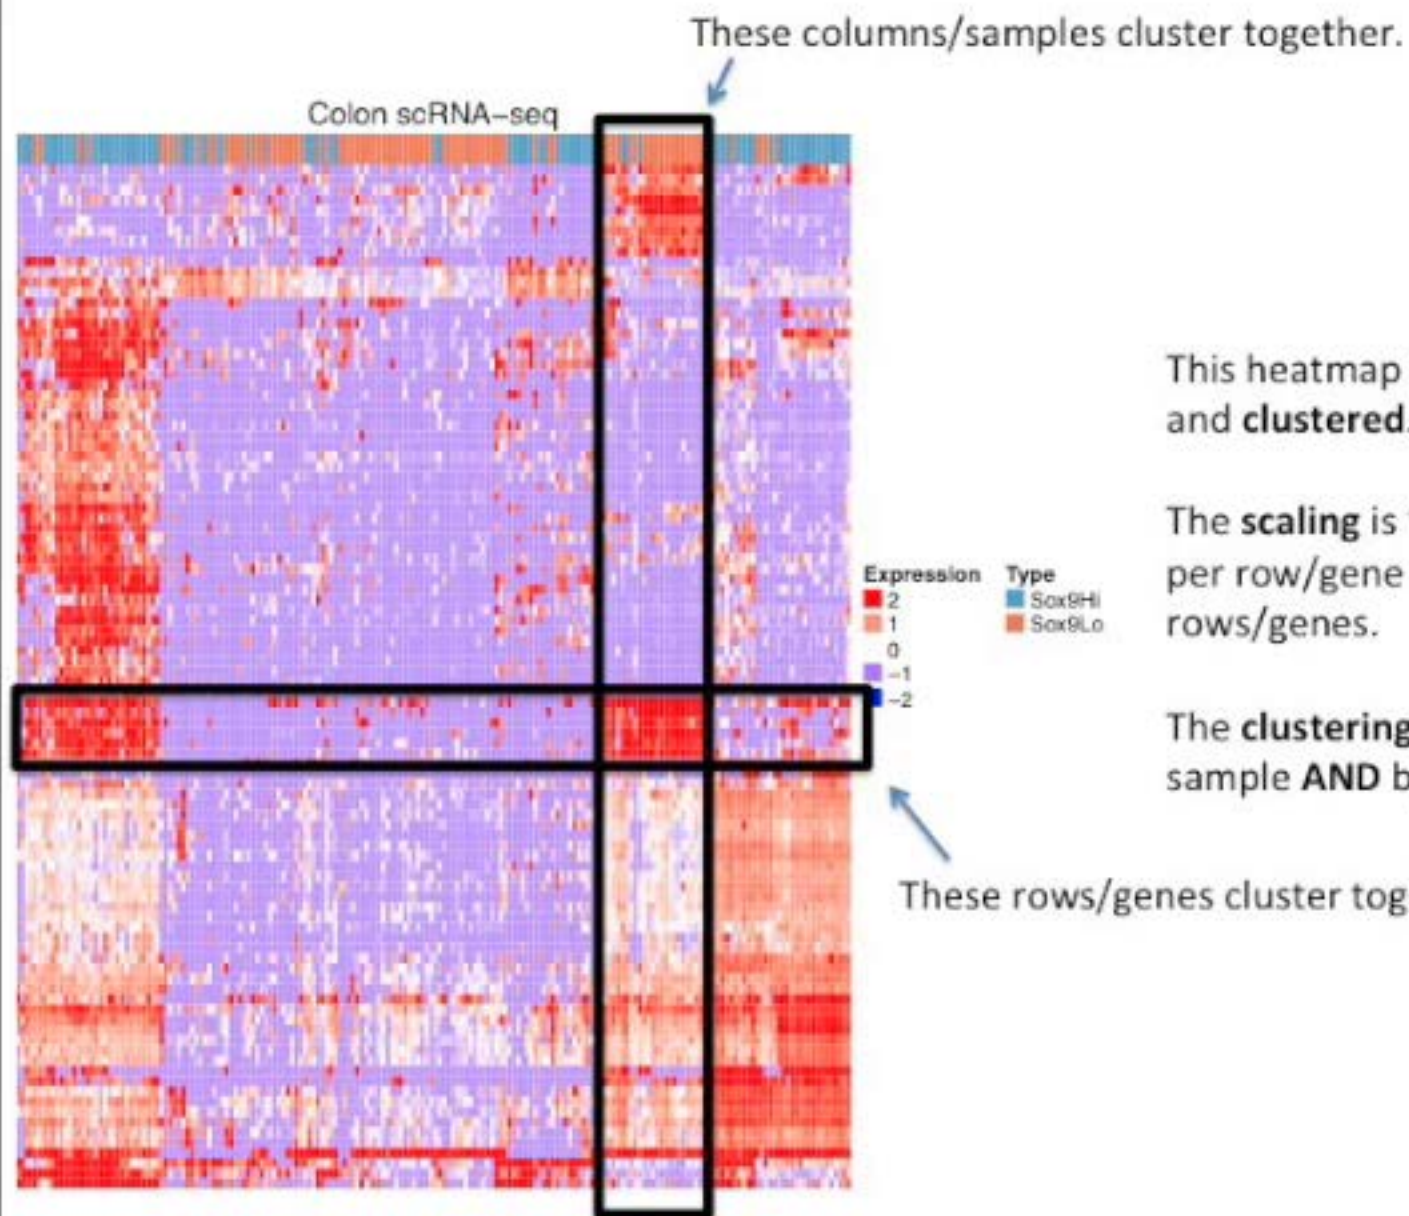 These columns/samples cluster together.
Colon scRNA-seq
This heatmap
and clustered.
The scaling is
per row/gene
rows/genes.
Expression
2
1
0
-1
-2
Type
Sox9Hi
Sox9Lo
The clustering
sample AND b
These rows/genes cluster tog